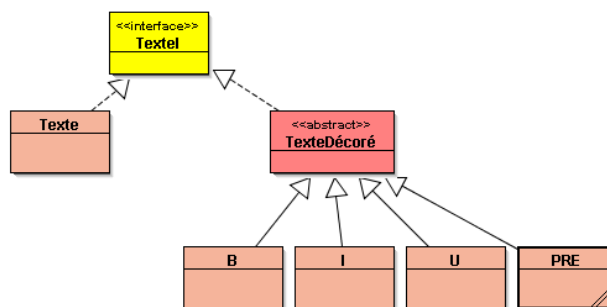 <<interface>>
TexteI
Texte
<<abstract>>
TexteDécoré
B
I
U
PRE